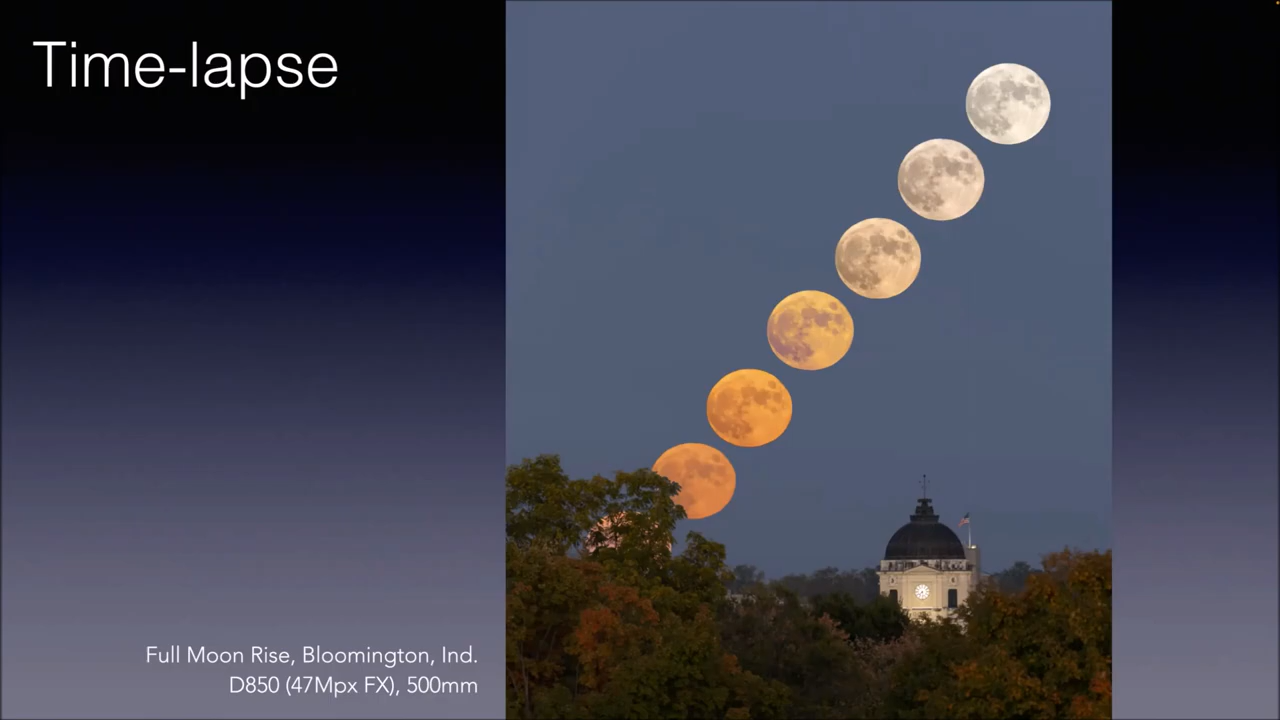 Time-lapse
Full Moon Rise, Bloomington, Ind.
D850 (47Mpx FX), 500mm